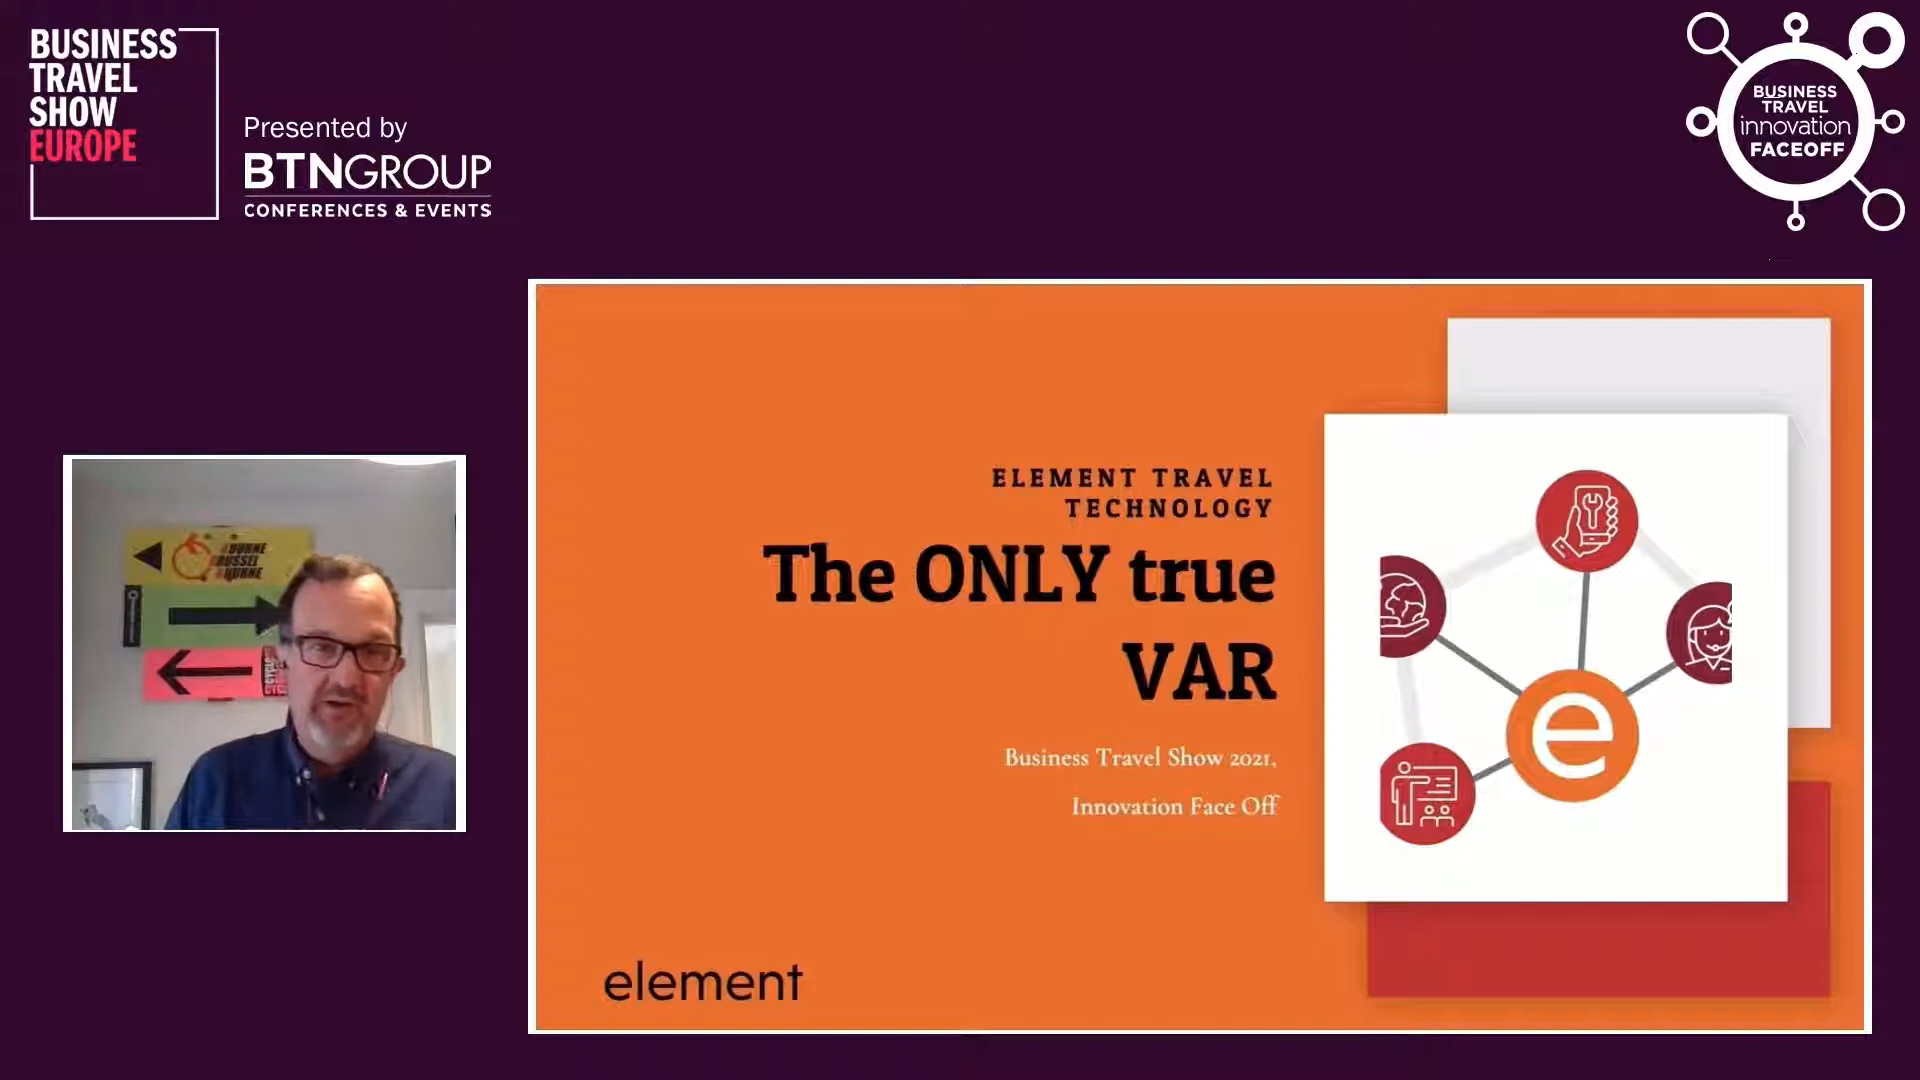 BUSINESS
TRAVEL
SHOW
EUROPE
Presented by
BTNGROUP
CONFERENCES & EVENTS
BUSINESS
TRAVEL
innovation
FACEOFF
ELEMENT TRAVEL
TECHNOLOGY
The ONLY true
VAR
Business Travel Show 2021,
Innovation Face Off
e
element